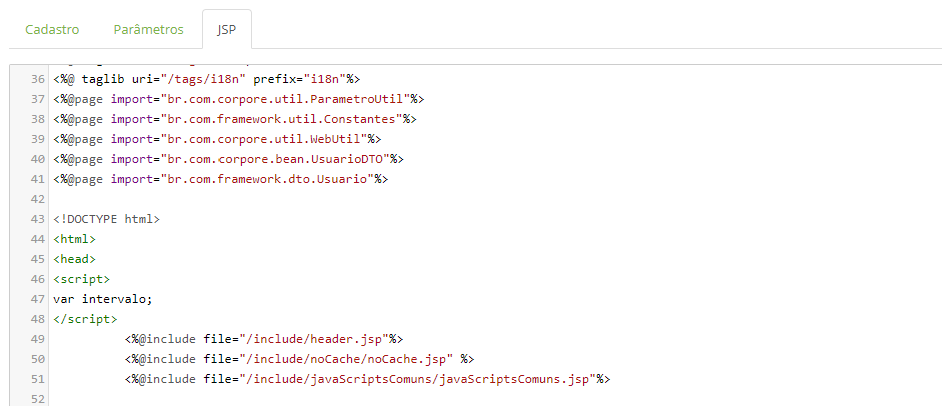 Cadastro Parâmetros JSP
36 <%@ taglib uri="/tags/i18n" prefix="i18n"%>
37 <%@page import="br.com.corpore.util.ParametroUtil"%>
38 <%@page import="br.com.framework.util.Constantes"%>
39 <%@page import="br.com.corpore.util.WebUtil"%>
40 <%@page import="br.com.corpore.bean.UsuarioDTO"%>
41 <%@page import="br.com.framework.dto.Usuario"%>
42
43 <!DOCTYPE html>
44 <html>
45 <head>
46 <script>
47 var intervalo;
48 </script>
49 <%@include file="/include/header.jsp"%>
50 <%@include file="/include/noCache/noCache.jsp" %>
51 <%@include file="/include/javaScriptsComuns/javaScriptsComuns.jsp"%>
52